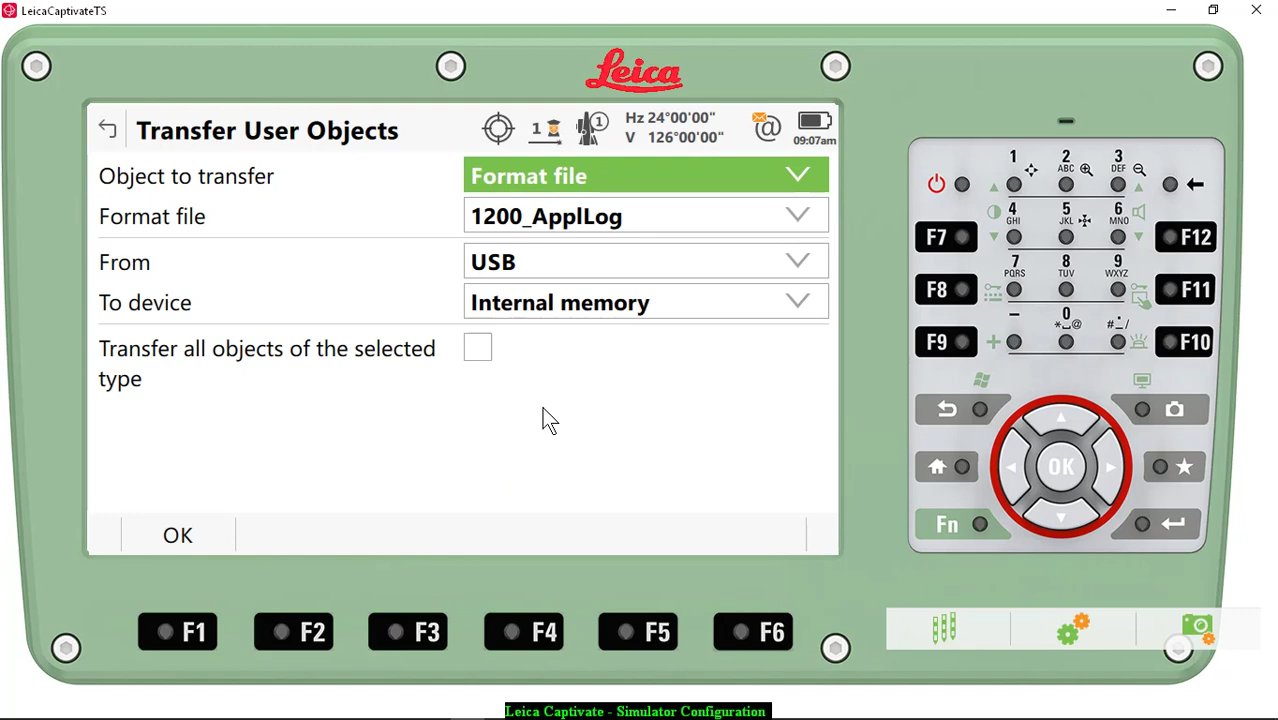 LeicaCaptivateTS
Leica
Transfer User Objects
1
1
Hz 24°00'00"
V 126°00'00"
@
09:07am
Object to transfer
Format file
Format file
1200_ApplLog
From
USB
To device
Internal memory
Transfer all objects of the selected
type
OK
1
2
ABC
3
DEF
F7
4
GHI
5
JKL
6
MNO
F12
F8
7
PQRS
8
TUV
9
WXYZ
F11
F9
-
0
*␣@
#∸/
F10
OK
Fn
F1
F2
F3
F4
F5
F6
Leica Captivate - Simulator Configuration